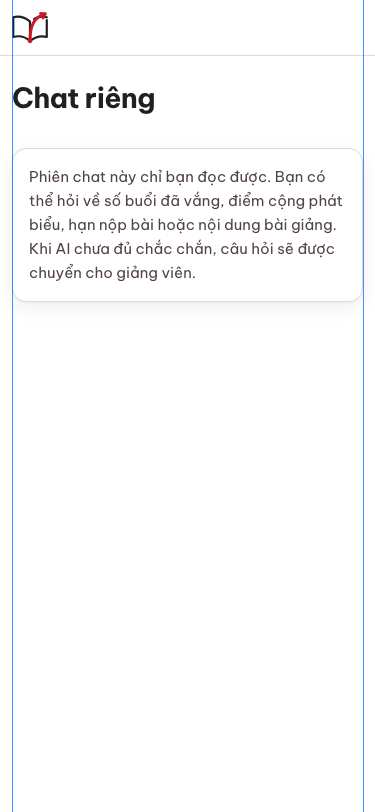 Chat riêng
Phiên chat này chỉ bạn đọc được. Bạn có
thể hỏi về số buổi đã vắng, điểm cộng phát
biểu, hạn nộp bài hoặc nội dung bài giảng.
Khi AI chưa đủ chắc chắn, câu hỏi sẽ được
chuyển cho giảng viên.